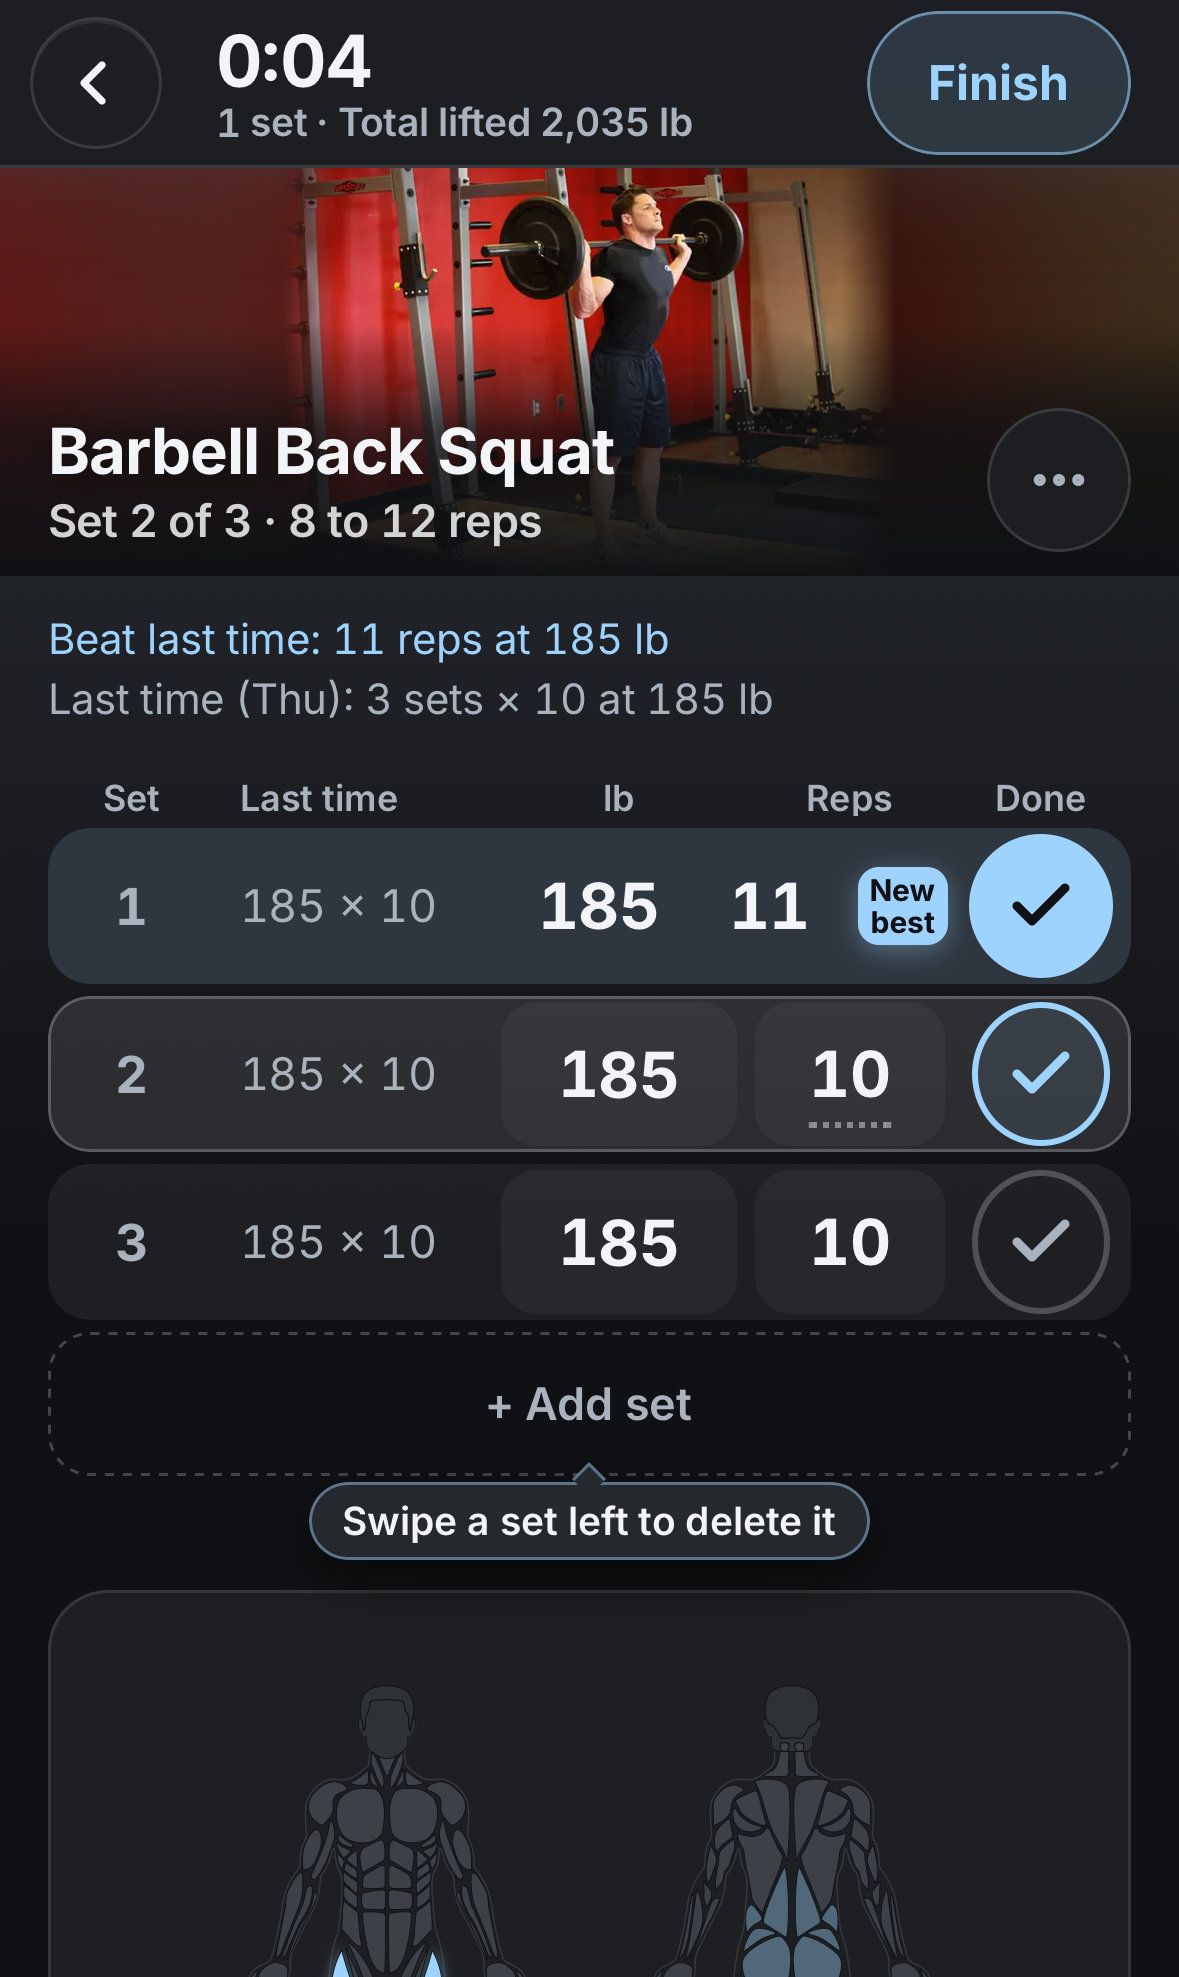 0:04
1 set · Total lifted 2,035 lb
Finish
Barbell Back Squat
Set 2 of 3 · 8 to 12 reps
Beat last time: 11 reps at 185 lb
Last time (Thu): 3 sets × 10 at 185 lb
Set Last time lb Reps Done
1 185 × 10 185 11 New best
2 185 × 10 185 10
3 185 × 10 185 10
+ Add set
Swipe a set left to delete it